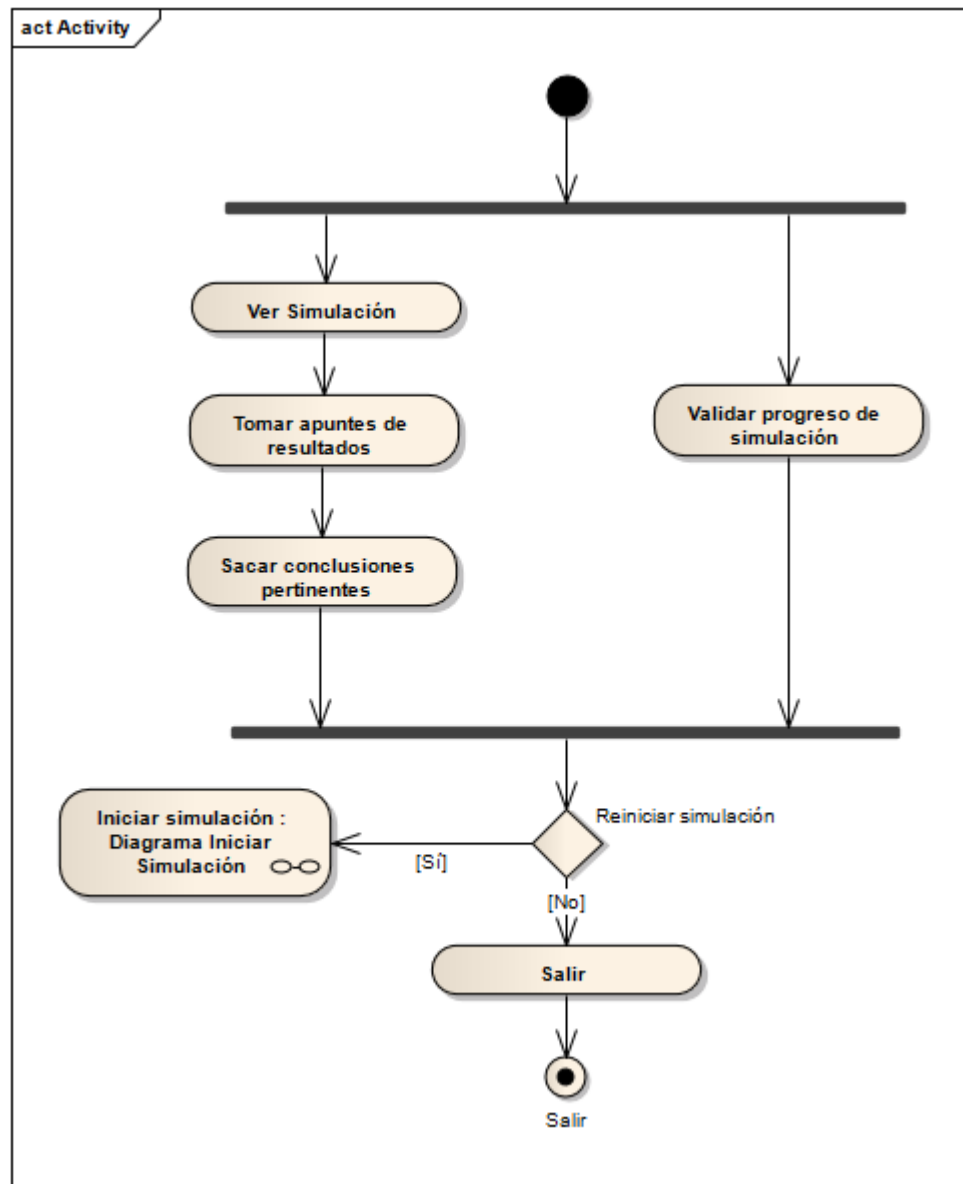 act Activity
Ver Simulación
Tomar apuntes de
resultados
Validar progreso de
simulación
Sacar conclusiones
pertinentes
Iniciar simulación :
Diagrama Iniciar
Simulación
Reiniciar simulación
[Sí]
[No]
Salir
Salir